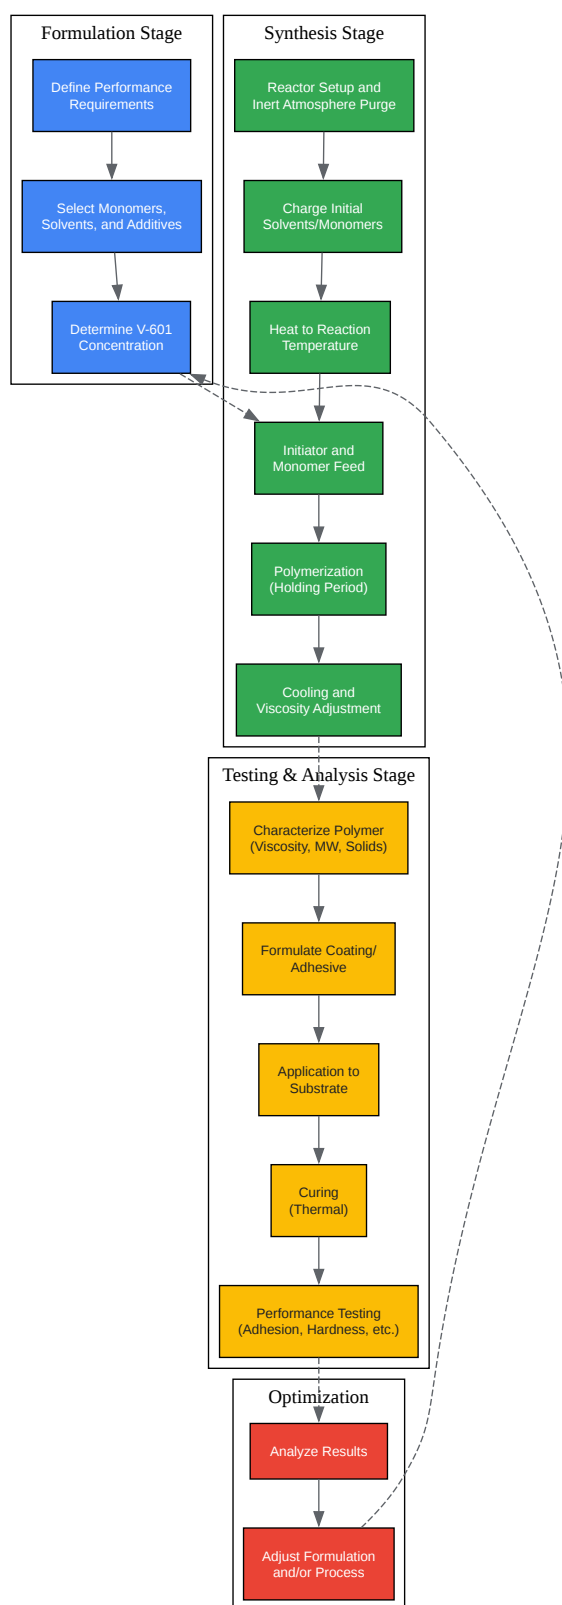 Formulation Stage
Define Performance
Requirements
Select Monomers,
Solvents, and Additives
Determine V-601
Concentration
Synthesis Stage
Reactor Setup and
Inert Atmosphere Purge
Charge Initial
Solvents/Monomers
Heat to Reaction
Temperature
Initiator and
Monomer Feed
Polymerization
(Holding Period)
Cooling and
Viscosity Adjustment
Testing & Analysis Stage
Characterize Polymer
(Viscosity, MW, Solids)
Formulate Coating/
Adhesive
Application to
Substrate
Curing
(Thermal)
Performance Testing
(Adhesion, Hardness, etc.)
Optimization
Analyze Results
Adjust Formulation
and/or Process